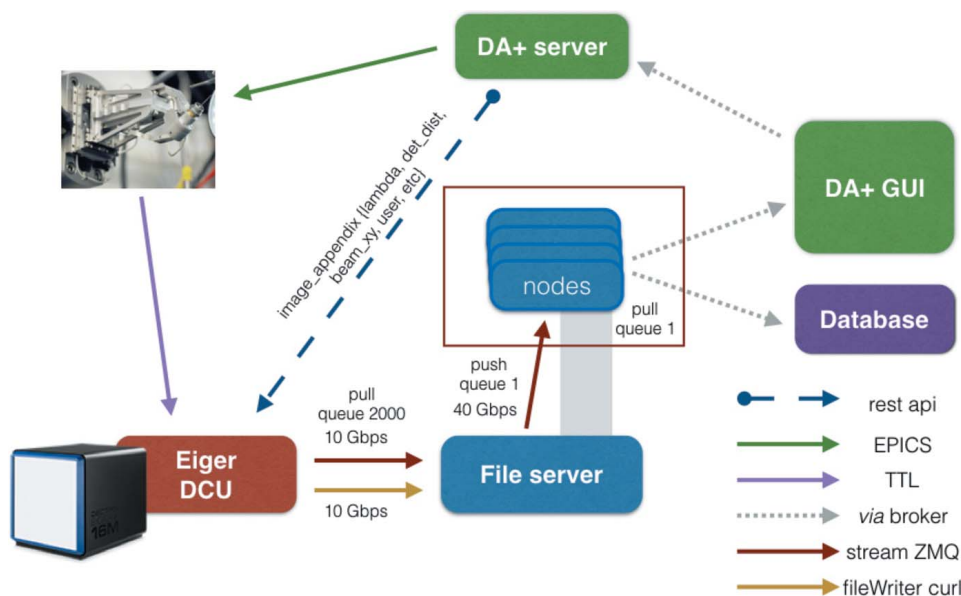 DA+ server
image_appendix {lambda, det_dist,
beam_xy, user, etc}
DA+ GUI
nodes
pull
queue 1
Database
push
queue 1
40 Gbps
pull
queue 2000
10 Gbps
Eiger
DCU
File server
10 Gbps
16M
rest api
EPICS
TTL
via broker
stream ZMQ
fileWriter curl